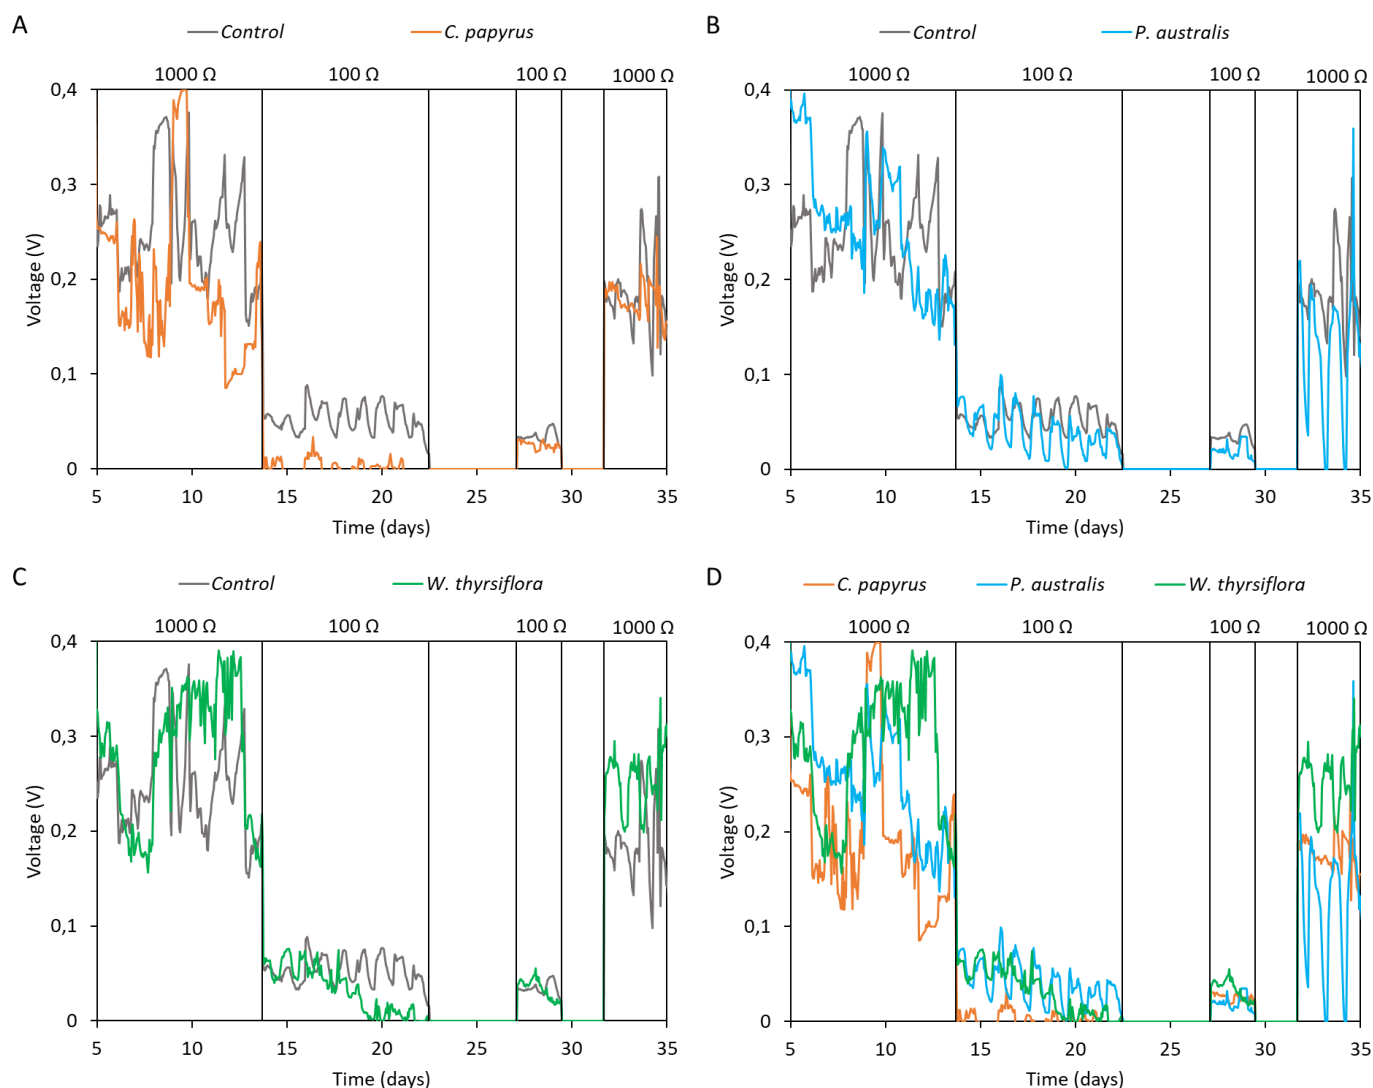 A
Control C. papyrus
1000 Ω 100 Ω 100 Ω 1000 Ω
0,4
0,3
0,2
0,1
0
Voltage (V)
5 10 15 20 25 30 35
Time (days)
B
Control P. australis
1000 Ω 100 Ω 100 Ω 1000 Ω
0,4
0,3
0,2
0,1
0
Voltage (V)
5 10 15 20 25 30 35
Time (days)
C
Control W. thyrsiflora
1000 Ω 100 Ω 100 Ω 1000 Ω
0,4
0,3
0,2
0,1
0
Voltage (V)
5 10 15 20 25 30 35
Time (days)
D
C. papyrus P. australis W. thyrsiflora
1000 Ω 100 Ω 100 Ω 1000 Ω
0,4
0,3
0,2
0,1
0
Voltage (V)
5 10 15 20 25 30 35
Time (days)